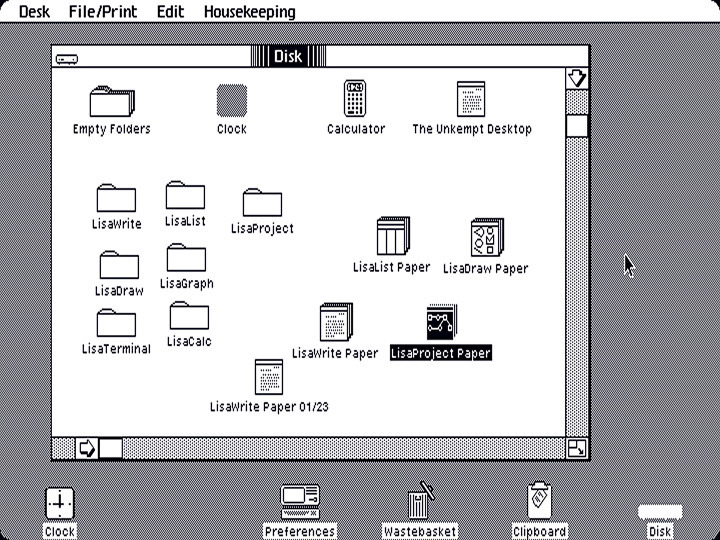 Desk File/Print Edit Housekeeping
Disk
Empty Folders Clock Calculator The Unkempt Desktop
LisaWrite LisaList LisaProject
LisaList Paper LisaDraw Paper
LisaDraw LisaGraph
LisaTerminal LisaCalc LisaWrite Paper LisaProject Paper
LisaWrite Paper 01/23
Clock Preferences Wastebasket Clipboard Disk